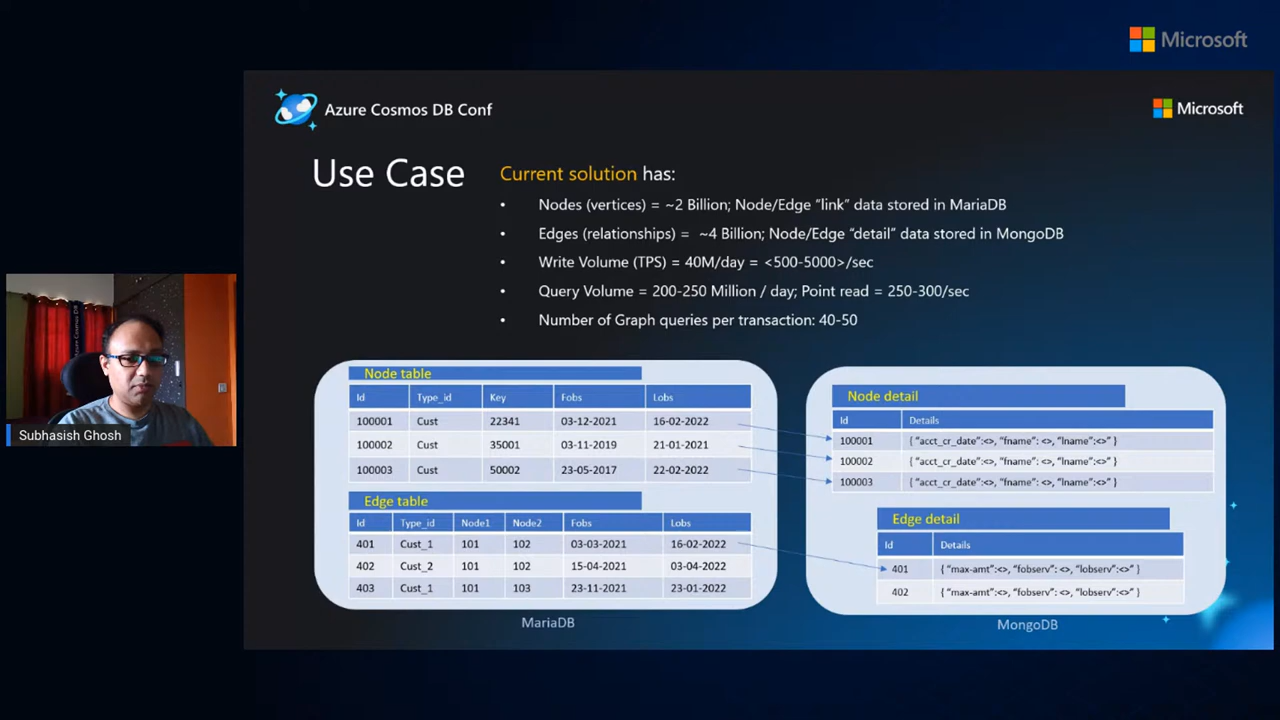 Microsoft
Azure Cosmos DB Conf
Microsoft
Use Case
Current solution has:
• Nodes (vertices) = ~2 Billion; Node/Edge “link” data stored in MariaDB
• Edges (relationships) = ~4 Billion; Node/Edge “detail” data stored in MongoDB
• Write Volume (TPS) = 40M/day = <500-5000>/sec
• Query Volume = 200-250 Million / day; Point read = 250-300/sec
• Number of Graph queries per transaction: 40-50
Node table
Id Type_id Key Fobs Lobs
100001 Cust 22341 03-12-2021 16-02-2022
100002 Cust 35001 03-11-2019 21-01-2021
100003 Cust 50002 23-05-2017 22-02-2022
Edge table
Id Type_id Node1 Node2 Fobs Lobs
401 Cust_1 101 102 03-03-2021 16-02-2022
402 Cust_2 101 102 15-04-2021 03-04-2022
403 Cust_1 101 103 23-11-2021 23-01-2022
MariaDB
Node detail
Id Details
100001 { “acct_cr_date”:<>, “fname”: <>, “lname”:<>” }
100002 { “acct_cr_date”:<>, “fname”: <>, “lname”:<>” }
100003 { “acct_cr_date”:<>, “fname”: <>, “lname”:<>” }
Edge detail
Id Details
401 { “max-amt”:<>, “fobserv”: <>, “lobserv”:<>” }
402 { “max-amt”:<>, “fobserv”: <>, “lobserv”:<>” }
MongoDB
Subhasish Ghosh